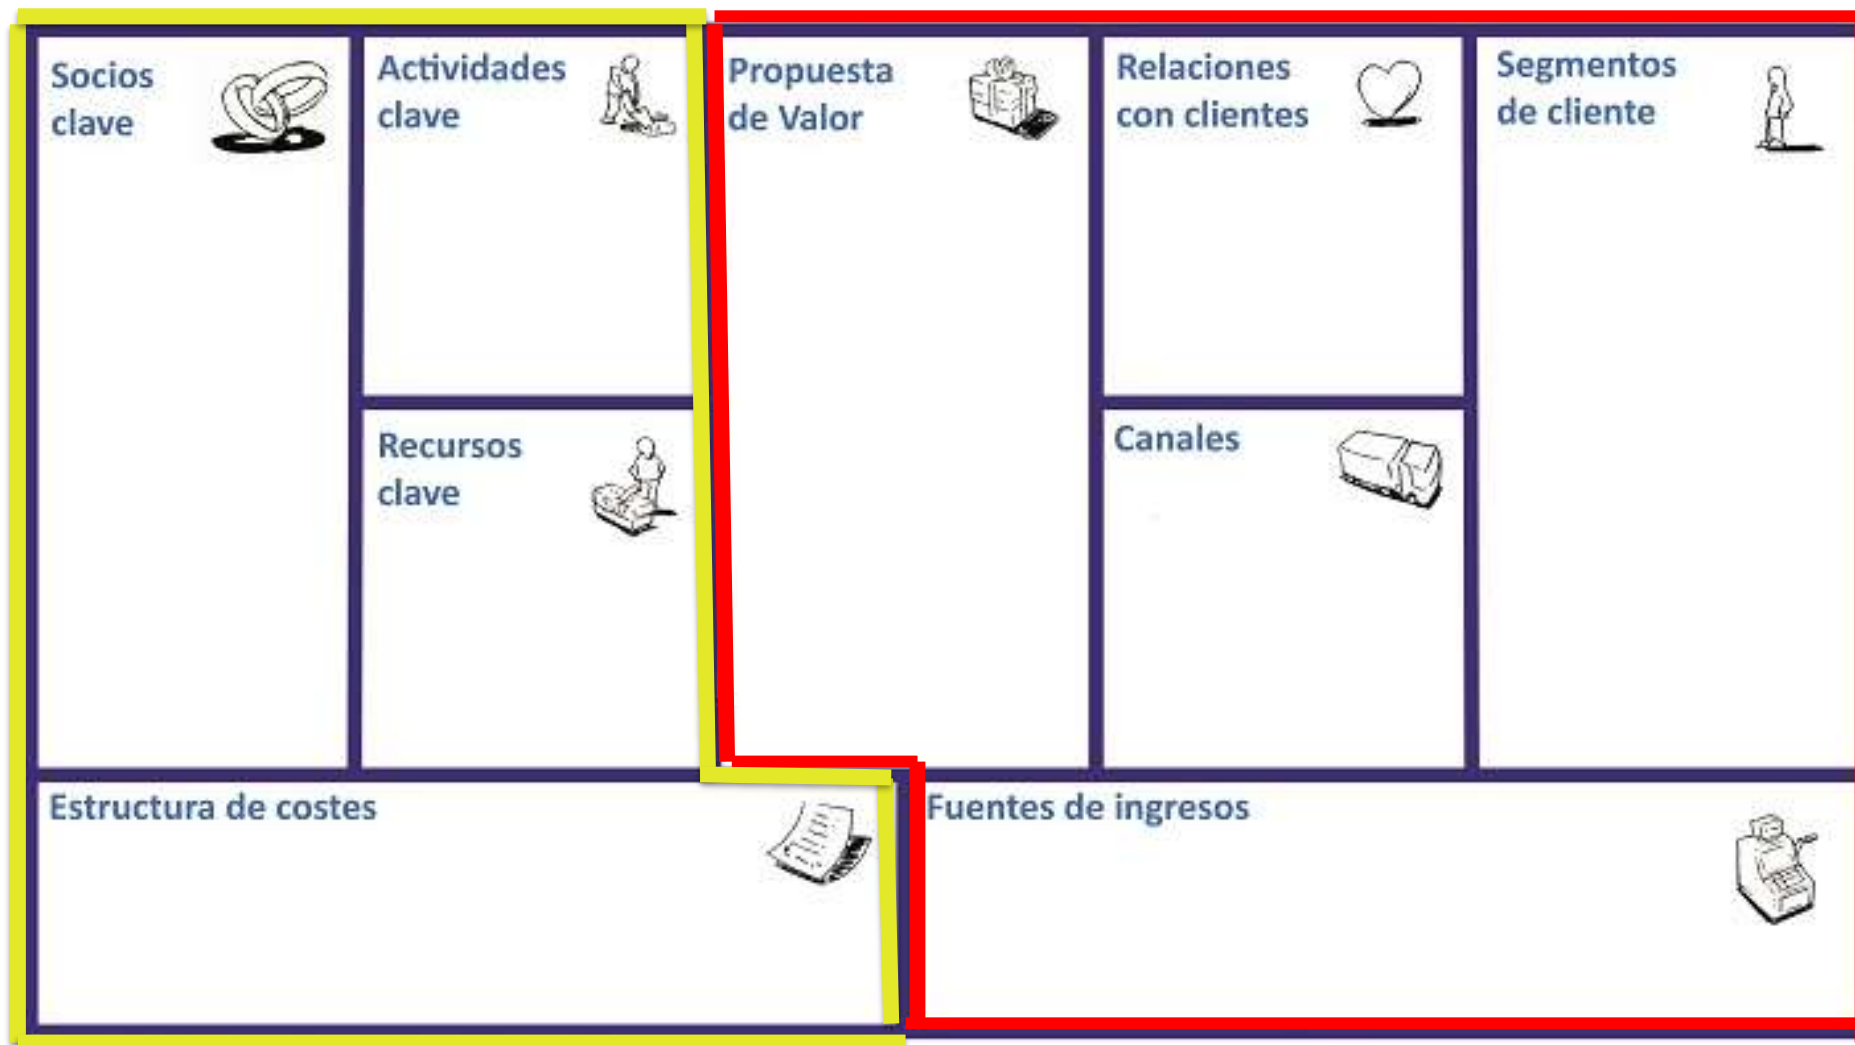 Socios
clave
Actividades
clave
Recursos
clave
Propuesta
de Valor
Relaciones
con clientes
Canales
Segmentos
de cliente
Estructura de costes
Fuentes de ingresos